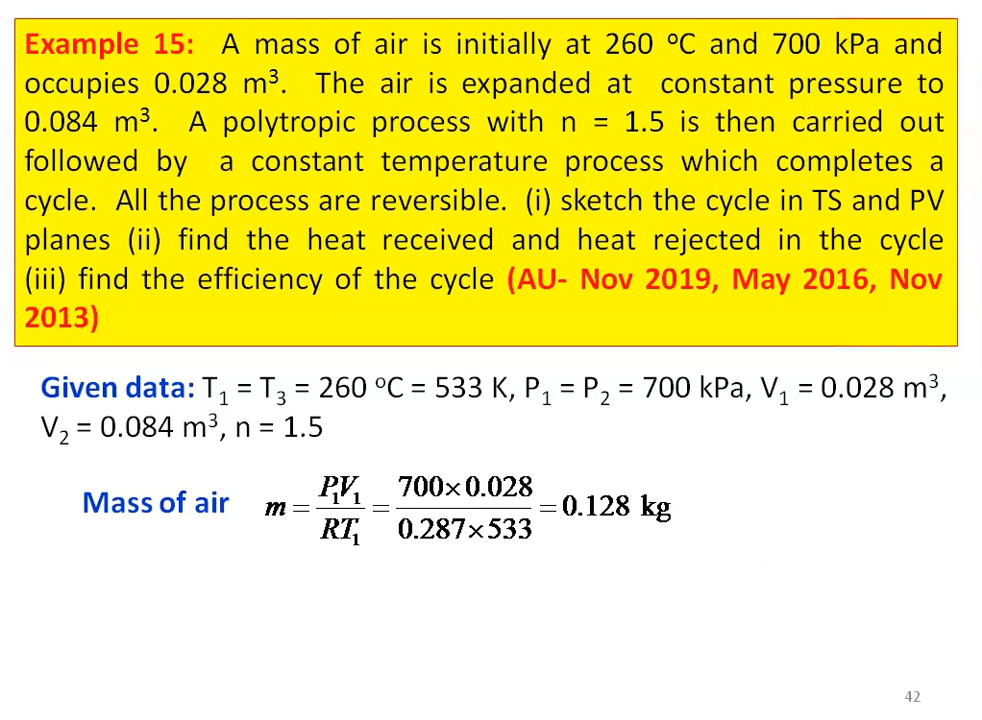 Example 15: A mass of air is initially at 260 ºC and 700 kPa and
occupies 0.028 m³. The air is expanded at constant pressure to
0.084 m³. A polytropic process with n = 1.5 is then carried out
followed by a constant temperature process which completes a
cycle. All the process are reversible. (i) sketch the cycle in TS and PV
planes (ii) find the heat received and heat rejected in the cycle
(iii) find the efficiency of the cycle (AU- Nov 2019, May 2016, Nov
2013)
Given data: T₁ = T₃ = 260 ºC = 533 K, P₁ = P₂ = 700 kPa, V₁ = 0.028 m³,
V₂ = 0.084 m³, n = 1.5
Mass of air m = P₁V₁ / RT₁ = 700×0.028 / 0.287×533 = 0.128 kg
42